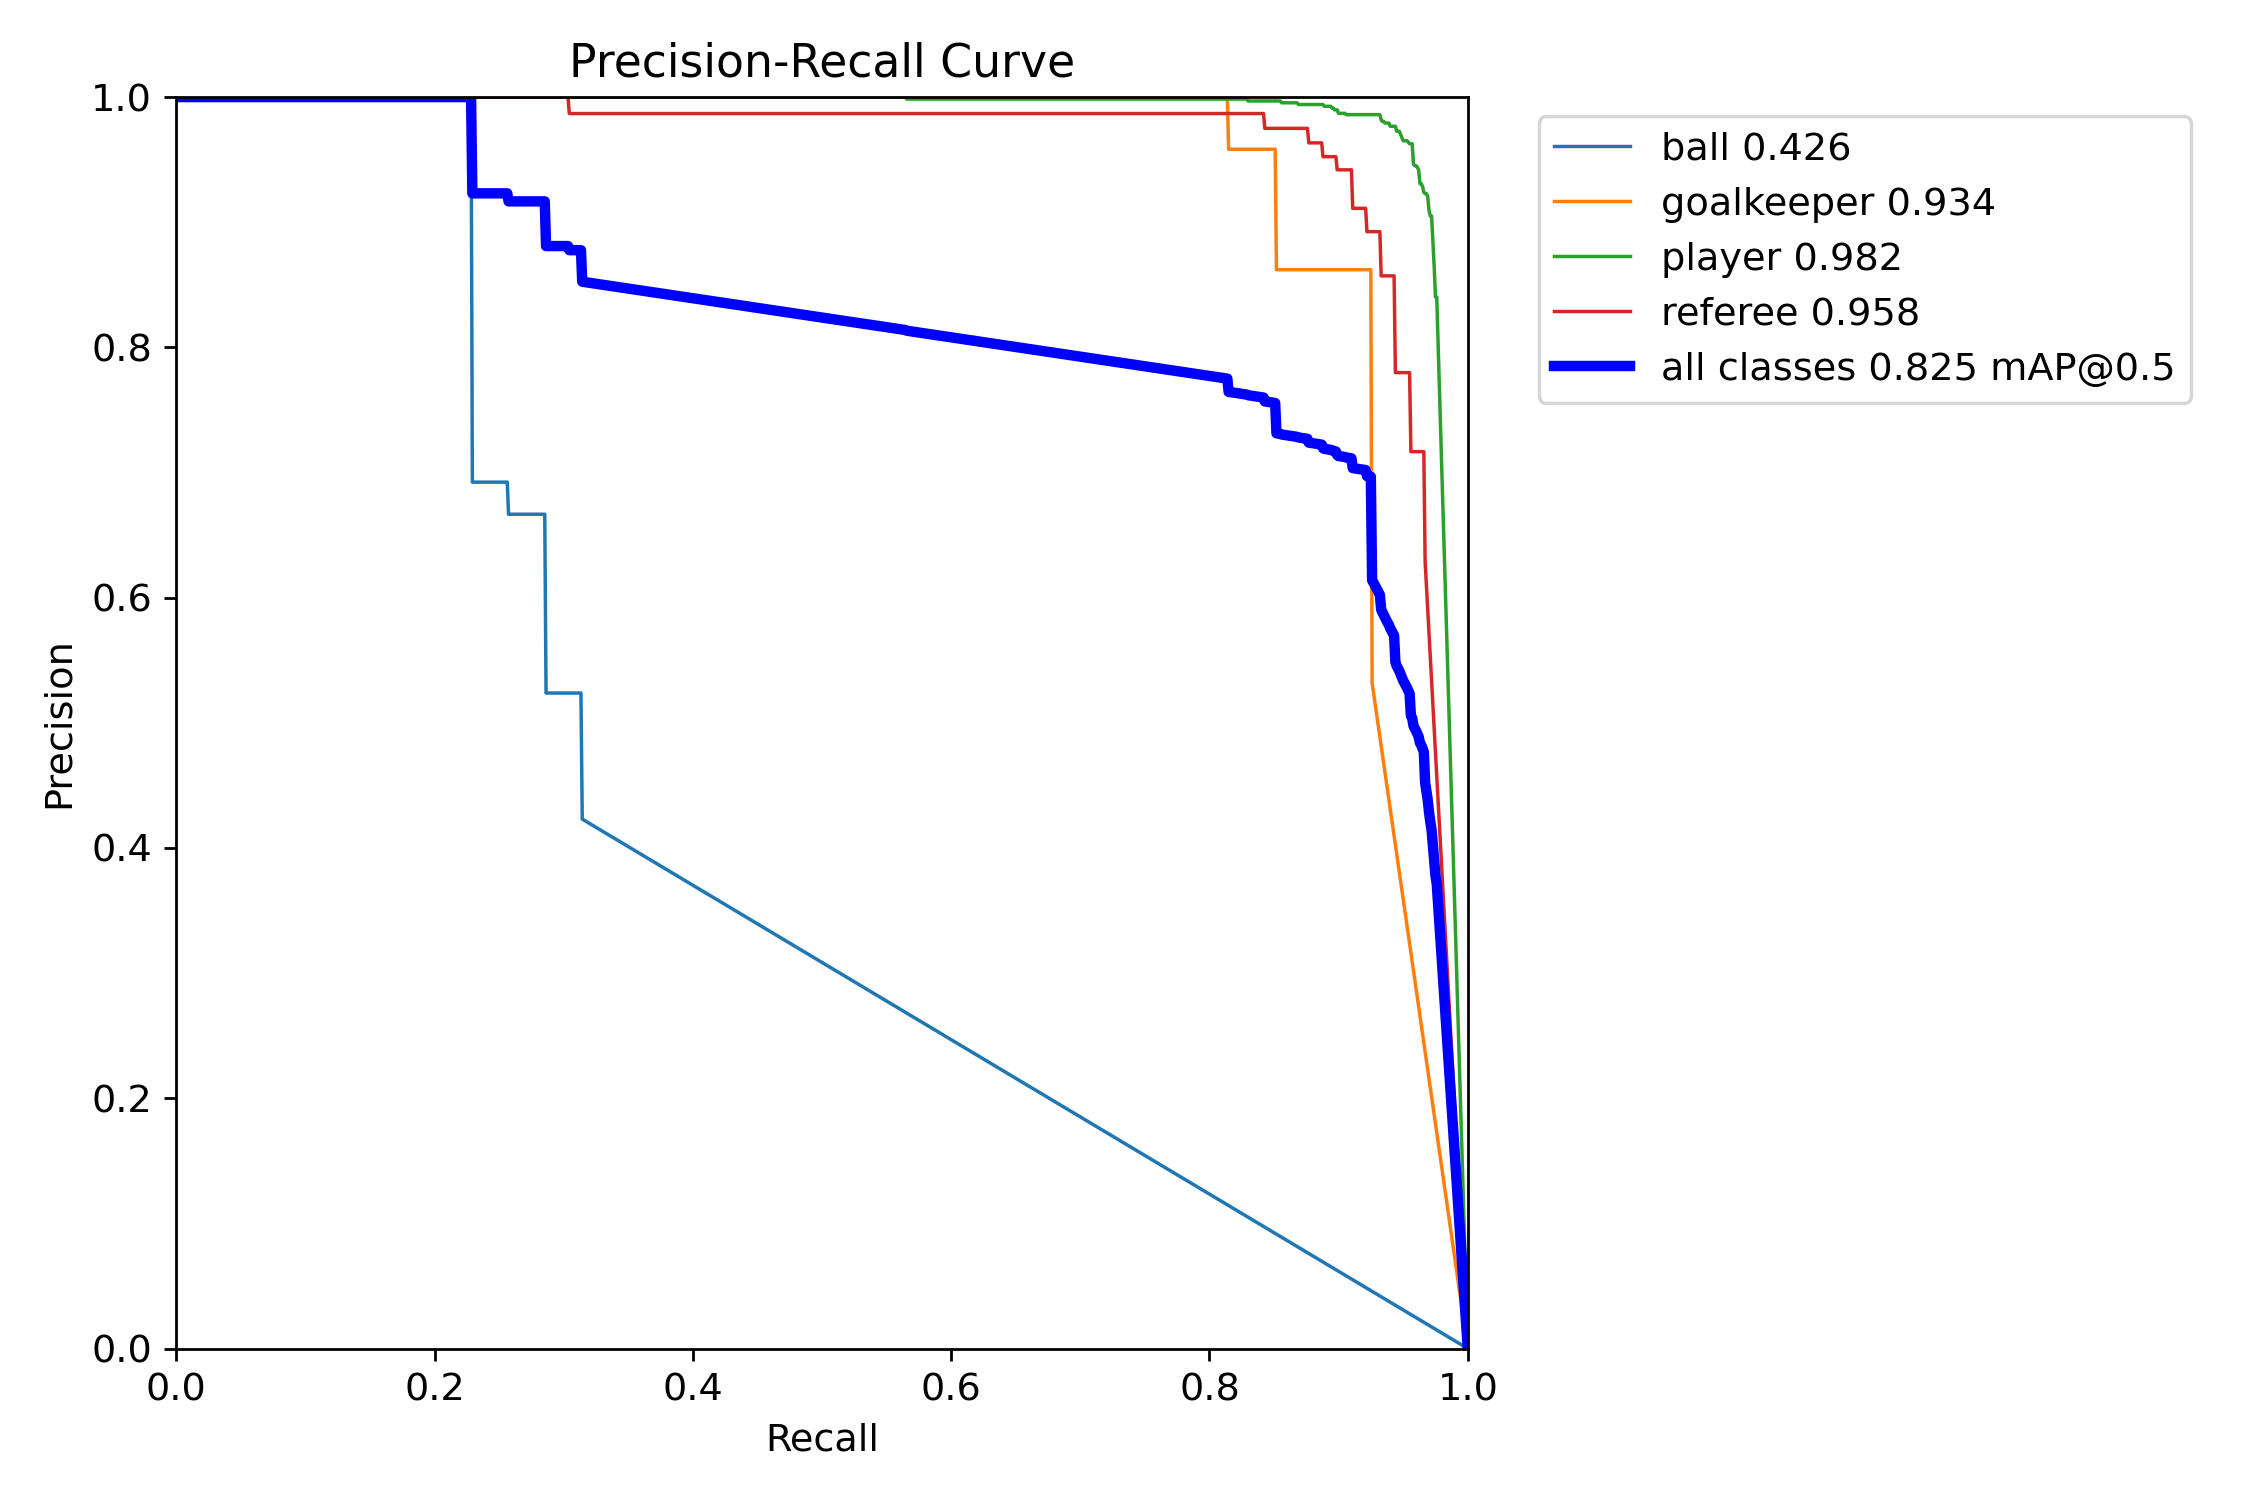 Precision-Recall Curve
1.0
0.8
0.6
0.4
0.2
0.0
Precision
0.0 0.2 0.4 0.6 0.8 1.0
Recall
ball 0.426
goalkeeper 0.934
player 0.982
referee 0.958
all classes 0.825 mAP@0.5